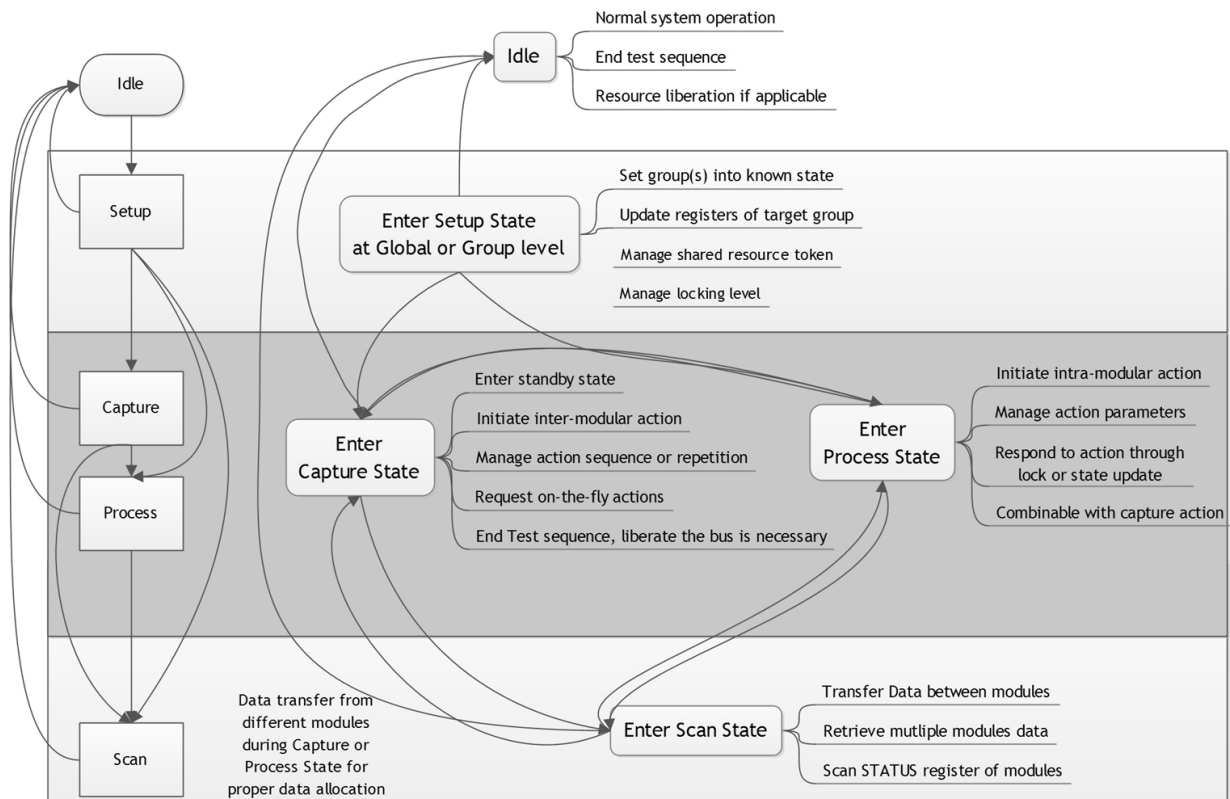 Idle
Setup
Capture
Process
Scan
Idle
Normal system operation
End test sequence
Resource liberation if applicable
Enter Setup State
at Global or Group level
Set group(s) into known state
Update registers of target group
Manage shared resource token
Manage locking level
Enter
Capture State
Enter standby state
Initiate inter-modular action
Manage action sequence or repetition
Request on-the-fly actions
End Test sequence, liberate the bus is necessary
Enter
Process State
Initiate intra-modular action
Manage action parameters
Respond to action through
lock or state update
Combinable with capture action
Data transfer from
different modules
during Capture or
Process State for
proper data allocation
Enter Scan State
Transfer Data between modules
Retrieve mutliple modules data
Scan STATUS register of modules